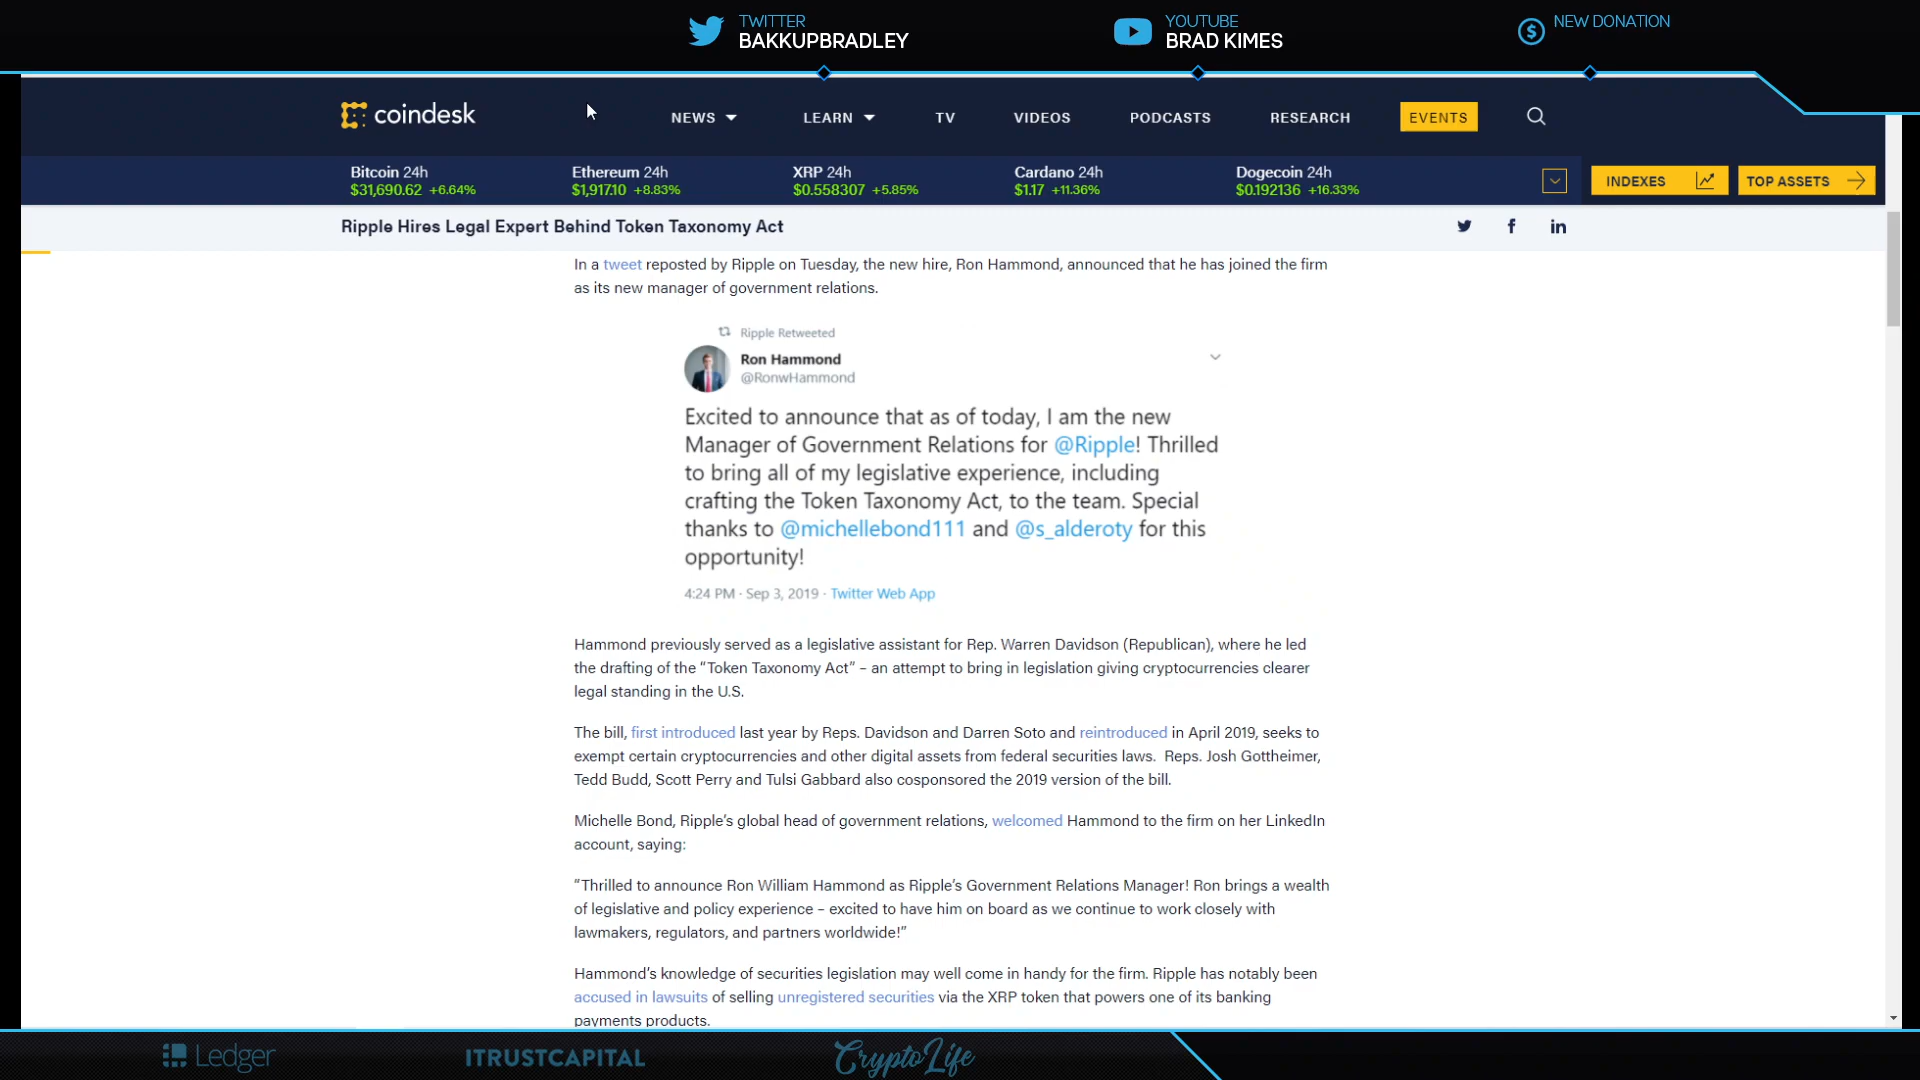 TWITTER
BAKKUPBRADLEY
YOUTUBE
BRAD KIMES
NEW DONATION
coindesk
NEWS
LEARN
TV
VIDEOS
PODCASTS
RESEARCH
EVENTS
Bitcoin 24h
$31,690.62 +6.64%
Ethereum 24h
$1,917.10 +8.83%
XRP 24h
$0.558307 +5.85%
Cardano 24h
$1.17 +11.36%
Dogecoin 24h
$0.192136 +16.33%
INDEXES
TOP ASSETS
Ripple Hires Legal Expert Behind Token Taxonomy Act
In a tweet reposted by Ripple on Tuesday, the new hire, Ron Hammond, announced that he has joined the firm
as its new manager of government relations.
Ripple Retweeted
Ron Hammond
@RonwHammond
Excited to announce that as of today, I am the new
Manager of Government Relations for @Ripple! Thrilled
to bring all of my legislative experience, including
crafting the Token Taxonomy Act, to the team. Special
thanks to @michellebond111 and @s_alderoty for this
opportunity!
4:24 PM · Sep 3, 2019 · Twitter Web App
Hammond previously served as a legislative assistant for Rep. Warren Davidson (Republican), where he led
the drafting of the “Token Taxonomy Act” – an attempt to bring in legislation giving cryptocurrencies clearer
legal standing in the U.S.
The bill, first introduced last year by Reps. Davidson and Darren Soto and reintroduced in April 2019, seeks to
exempt certain cryptocurrencies and other digital assets from federal securities laws. Reps. Josh Gottheimer,
Tedd Budd, Scott Perry and Tulsi Gabbard also cosponsored the 2019 version of the bill.
Michelle Bond, Ripple’s global head of government relations, welcomed Hammond to the firm on her LinkedIn
account, saying:
“Thrilled to announce Ron William Hammond as Ripple’s Government Relations Manager! Ron brings a wealth
of legislative and policy experience – excited to have him on board as we continue to work closely with
lawmakers, regulators, and partners worldwide!”
Hammond’s knowledge of securities legislation may well come in handy for the firm. Ripple has notably been
accused in lawsuits of selling unregistered securities via the XRP token that powers one of its banking
payments products.
Ledger
ITRUSTCAPITAL
CryptoLife